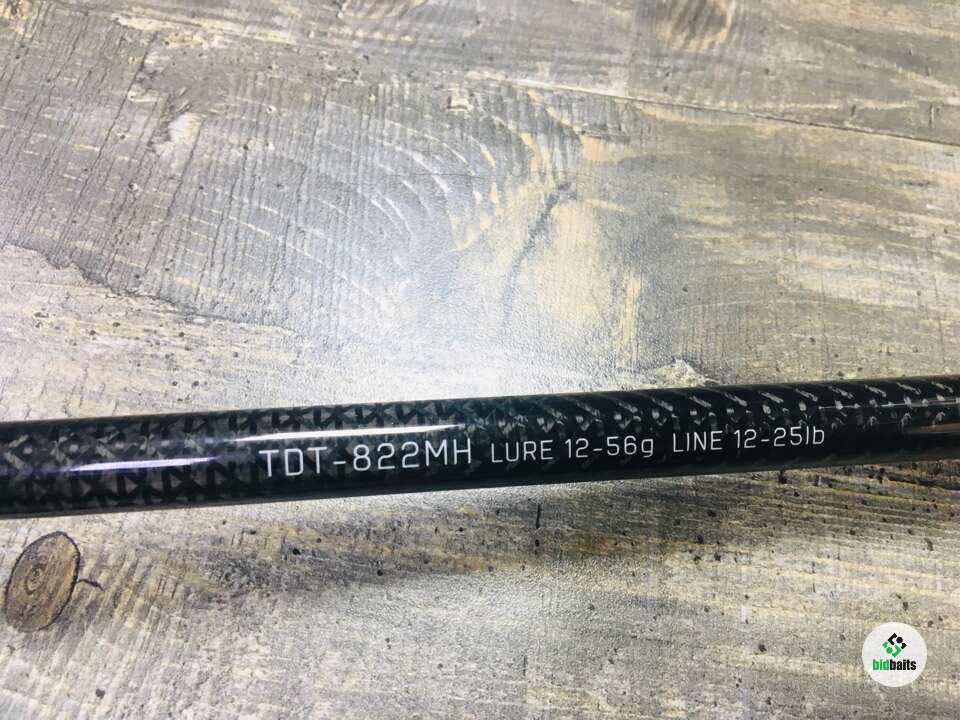 TDT-822MH LURE 12-56g LINE 12-25lb
bidbaits